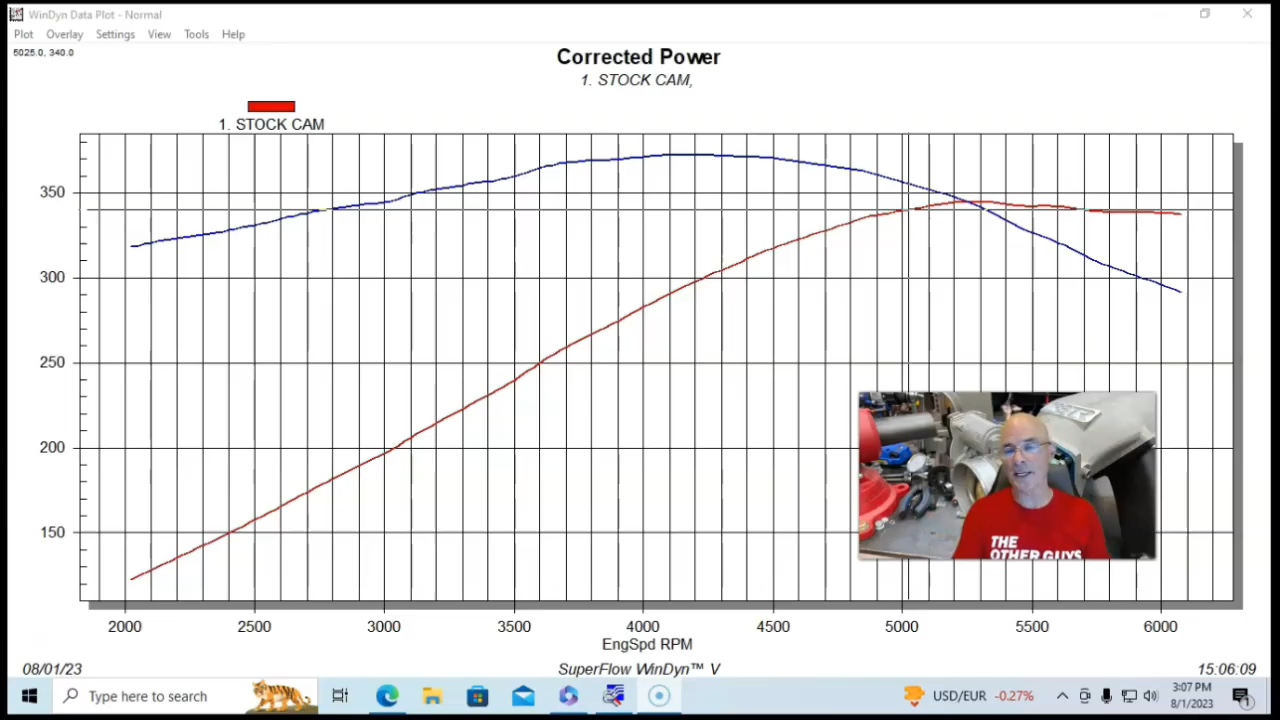 WinDyn Data Plot - Normal
Plot Overlay Settings View Tools Help
5025.0, 340.0
Corrected Power
1. STOCK CAM,
1. STOCK CAM
350
300
250
200
150
2000 2500 3000 3500 4000 4500 5000 5500 6000
EngSpd RPM
THE
OTHER GUYS
08/01/23 SuperFlow WinDyn™ V 15:06:09
Type here to search
USD/EUR -0.27%
3:07 PM
8/1/2023
1